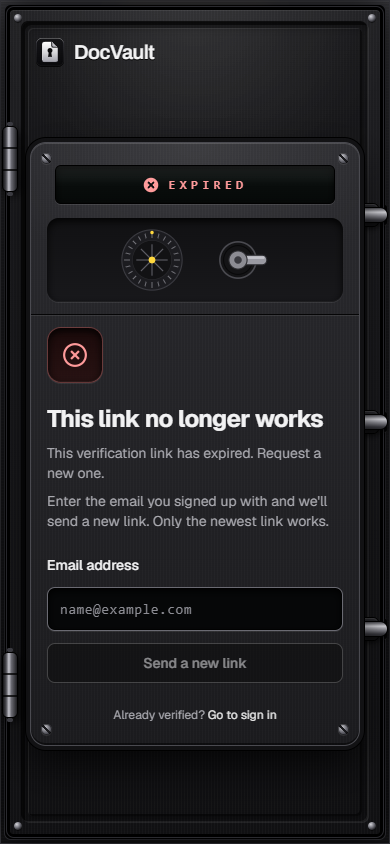 DocVault
EXPIRED
This link no longer works
This verification link has expired. Request a
new one.
Enter the email you signed up with and we'll
send a new link. Only the newest link works.
Email address
name@example.com
Send a new link
Already verified? Go to sign in